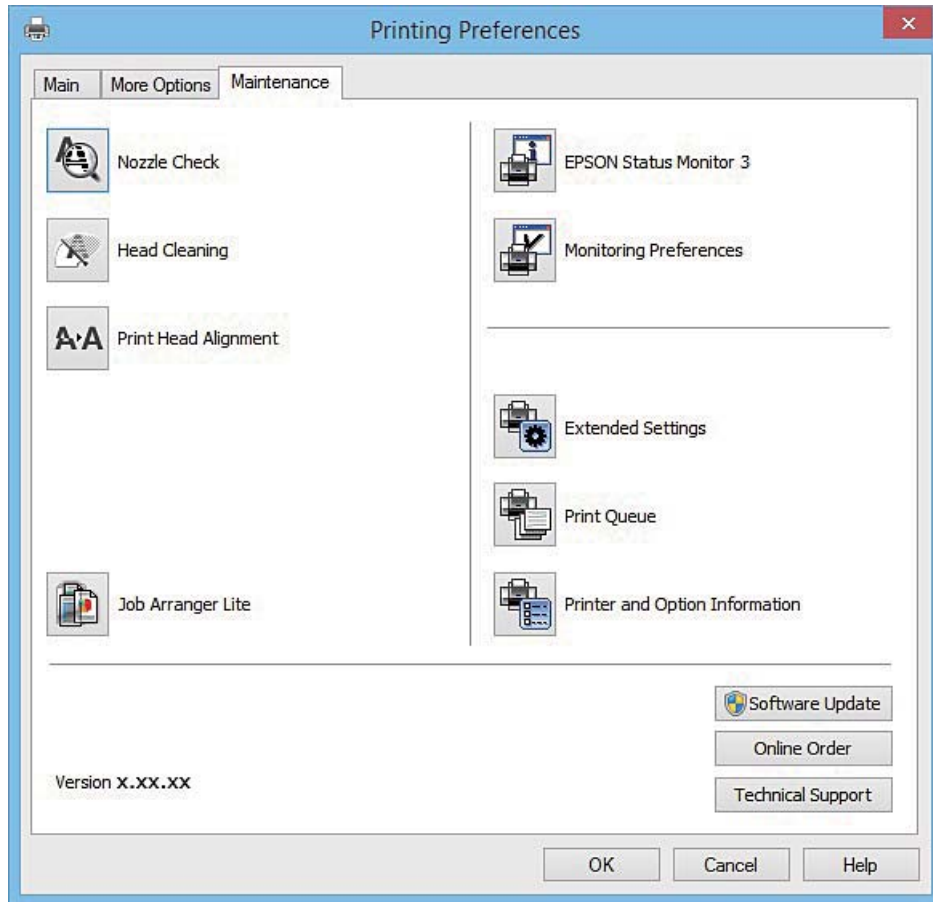 Printing Preferences
Main
More Options
Maintenance
Nozzle Check
Head Cleaning
Print Head Alignment
Job Arranger Lite
EPSON Status Monitor 3
Monitoring Preferences
Extended Settings
Print Queue
Printer and Option Information
Software Update
Online Order
Technical Support
Version x.xx.xx
OK
Cancel
Help